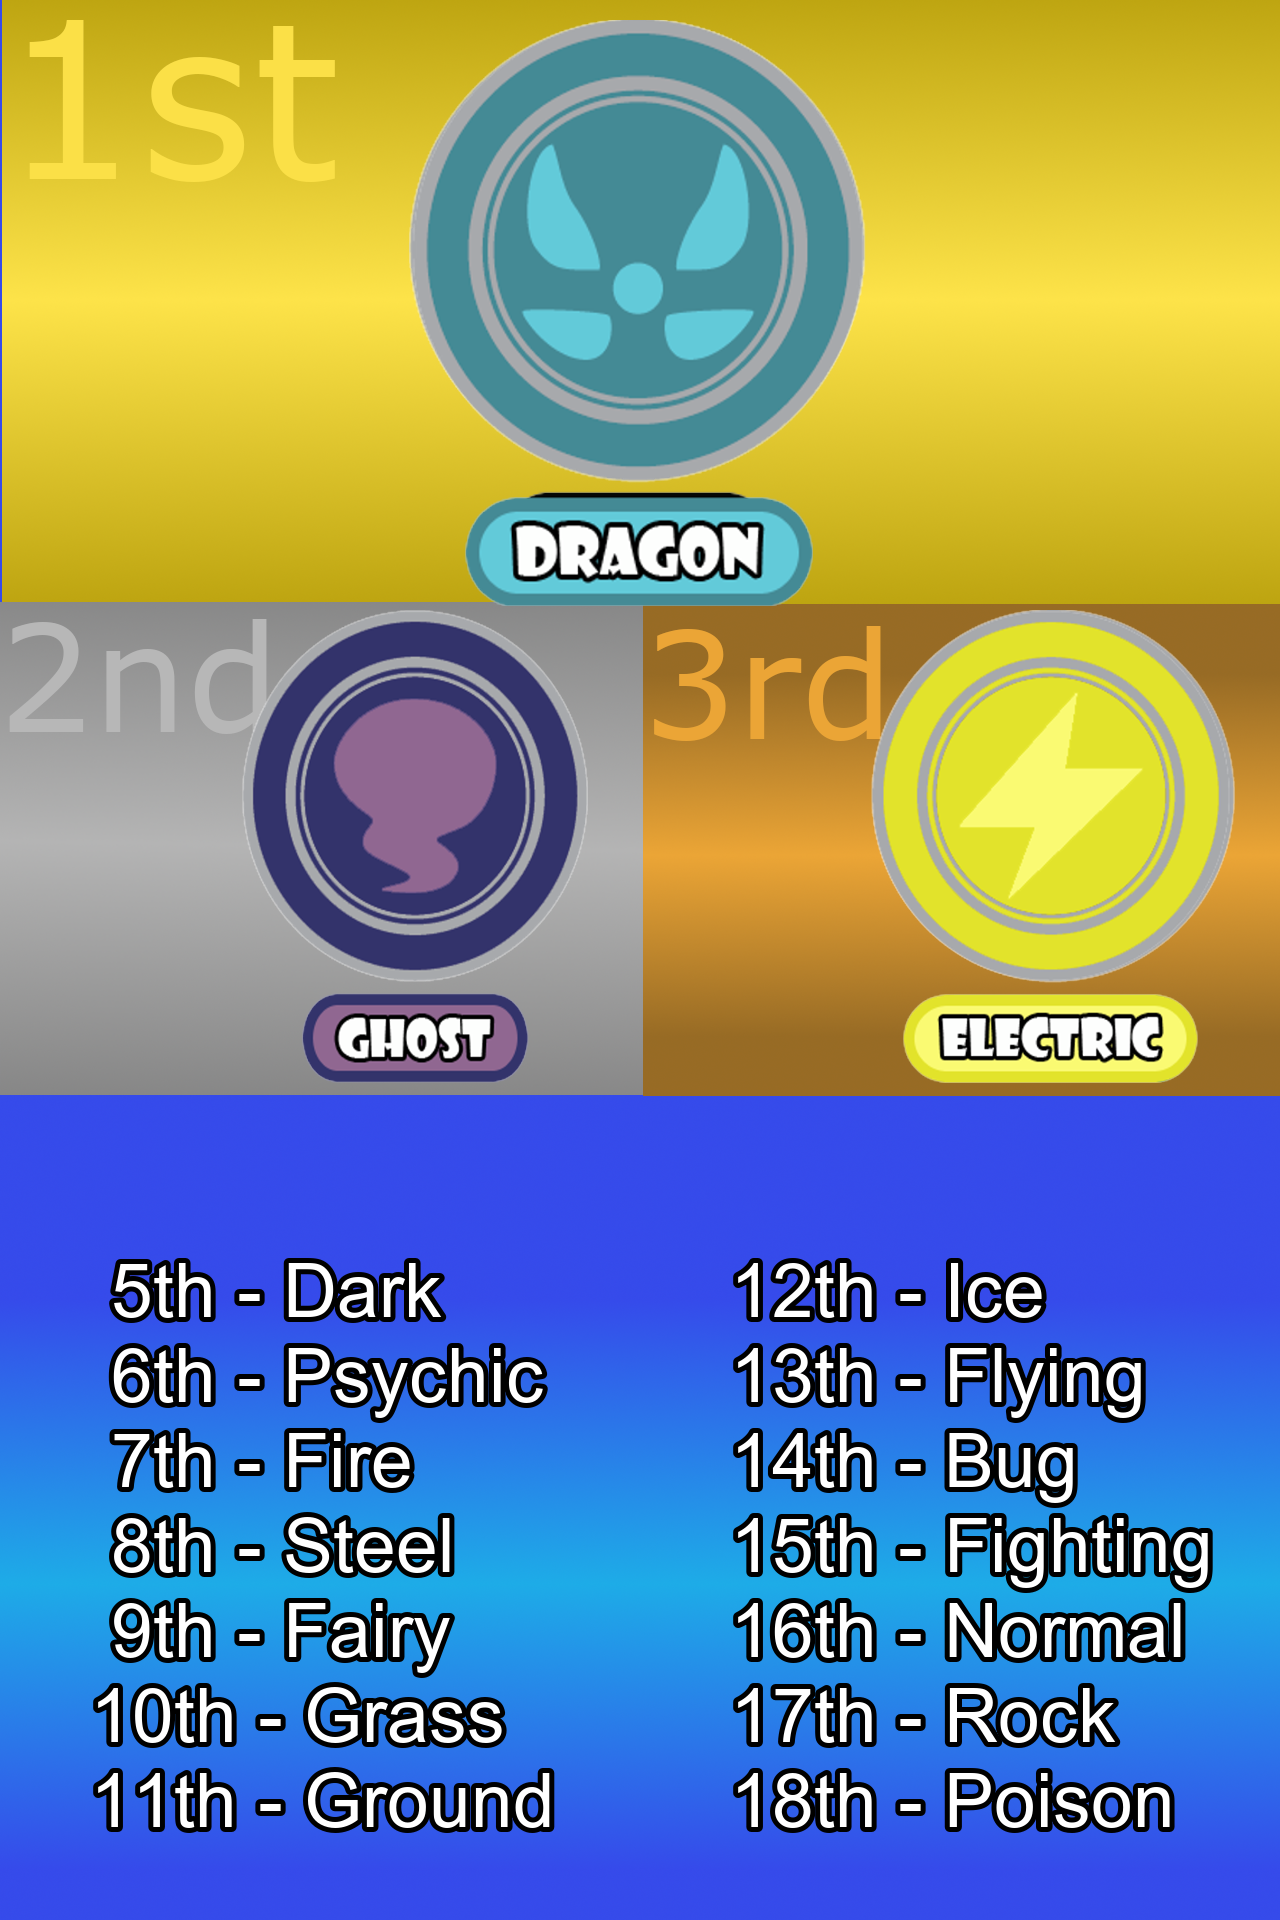 1st
DRAGON
2nd
GHOST
3rd
ELECTRIC
5th - Dark
6th - Psychic
7th - Fire
8th - Steel
9th - Fairy
10th - Grass
11th - Ground
12th - Ice
13th - Flying
14th - Bug
15th - Fighting
16th - Normal
17th - Rock
18th - Poison